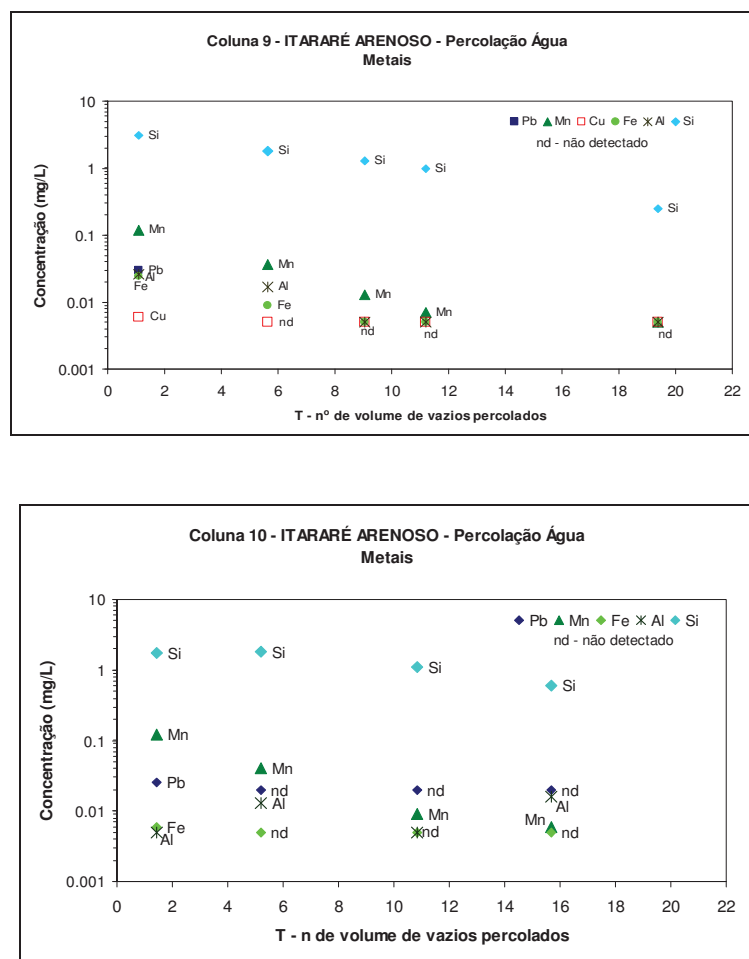 Coluna 9 - ITARARÉ ARENOSO - Percolação Água
Metais
Concentração (mg/L)
10
1
0.1
0.01
0.001
Pb Mn Cu Fe Al Si
nd - não detectado
Si
Si
Si
Si
Si
Mn
Mn
Mn
Mn
Pb
Al
Fe
Cu
Al
Fe
nd
nd
nd
nd
0 2 4 6 8 10 12 14 16 18 20 22
T - nº de volume de vazios percolados
Coluna 10 - ITARARÉ ARENOSO - Percolação Água
Metais
Concentração (mg/L)
10
1
0.1
0.01
0.001
Pb Mn Fe Al Si
nd - não detectado
Si
Si
Si
Si
Mn
Mn
Pb
nd
nd
nd
Al
Al
Mn
Mn
Fe
Al
nd
nd
nd
0 2 4 6 8 10 12 14 16 18 20 22
T - n de volume de vazios percolados